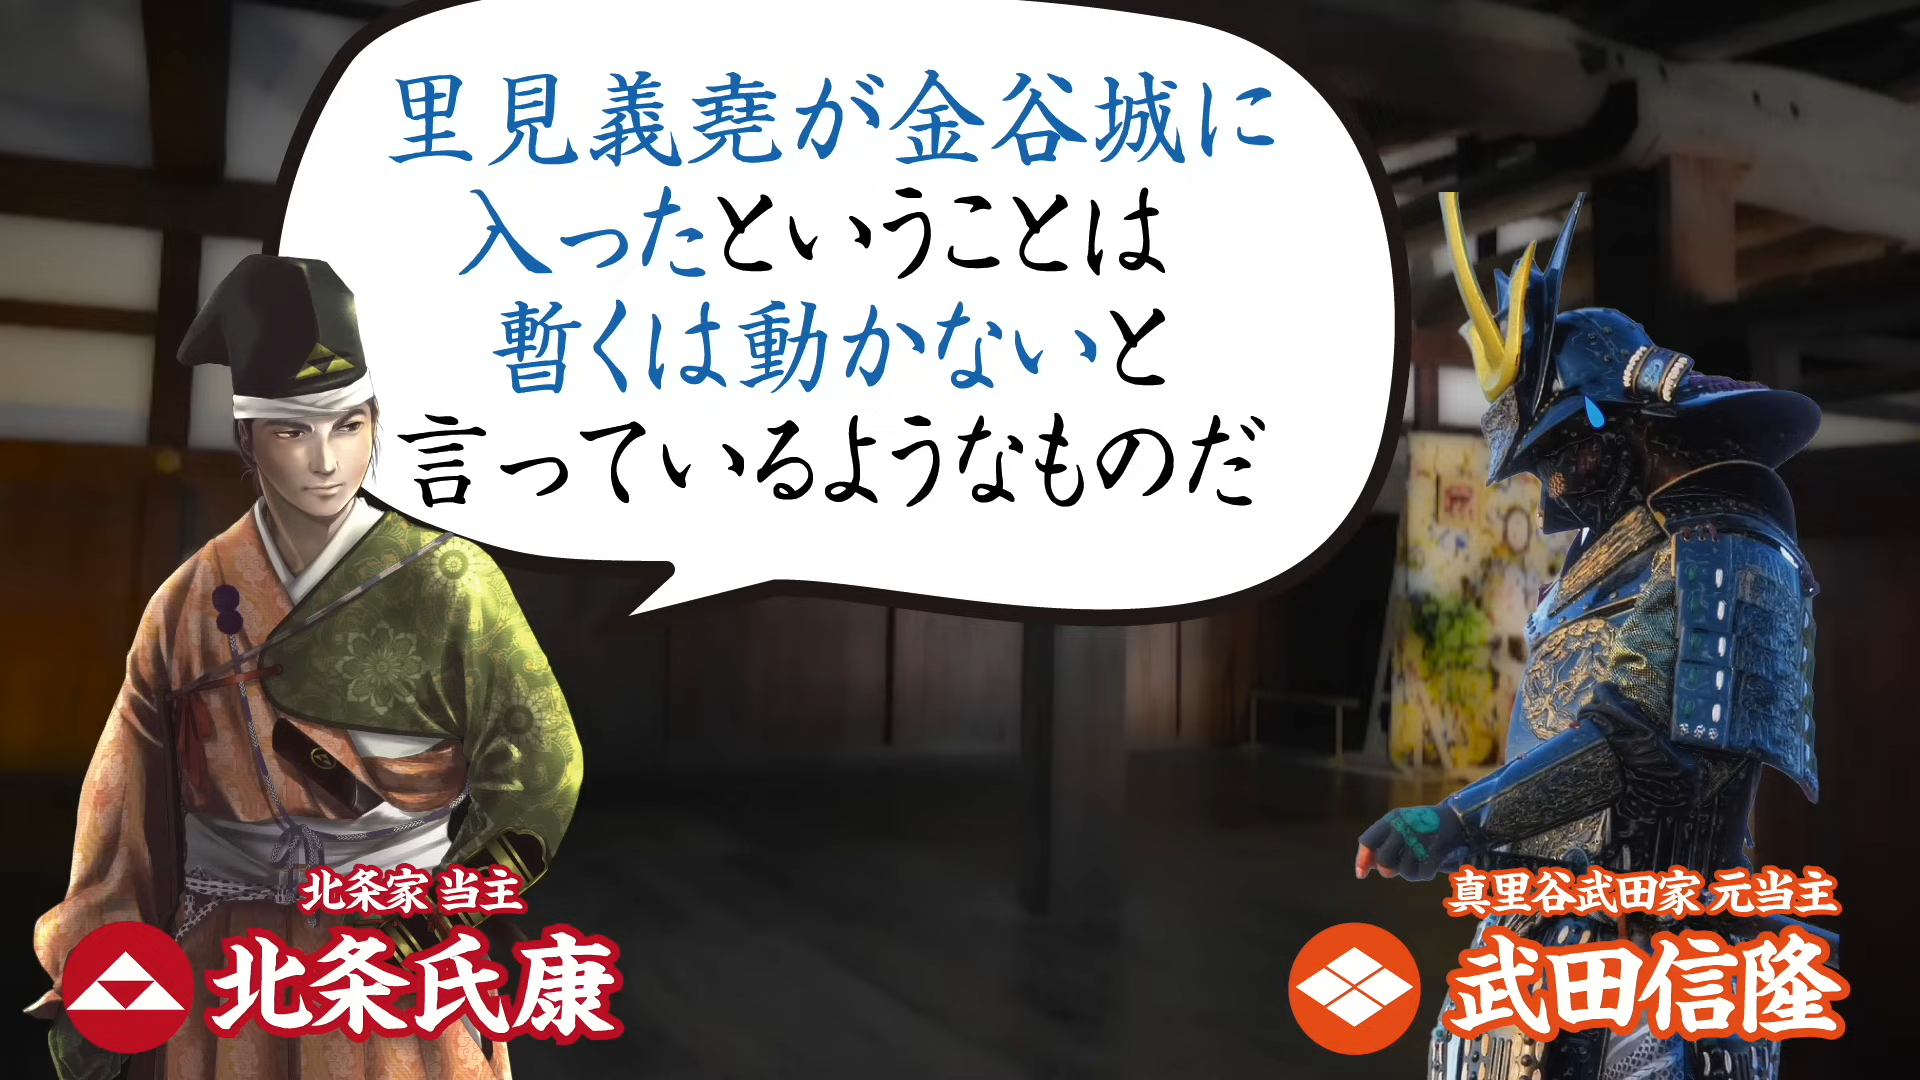 里見義堯が金谷城に
入ったということは
暫くは動かないと
言っているようなものだ
北条家 当主
北条氏康
真里谷武田家 元当主
武田信隆